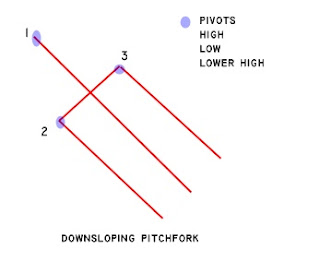 1
3
2
PIVOTS
HIGH
LOW
LOWER HIGH
DOWNSLOPING PITCHFORK